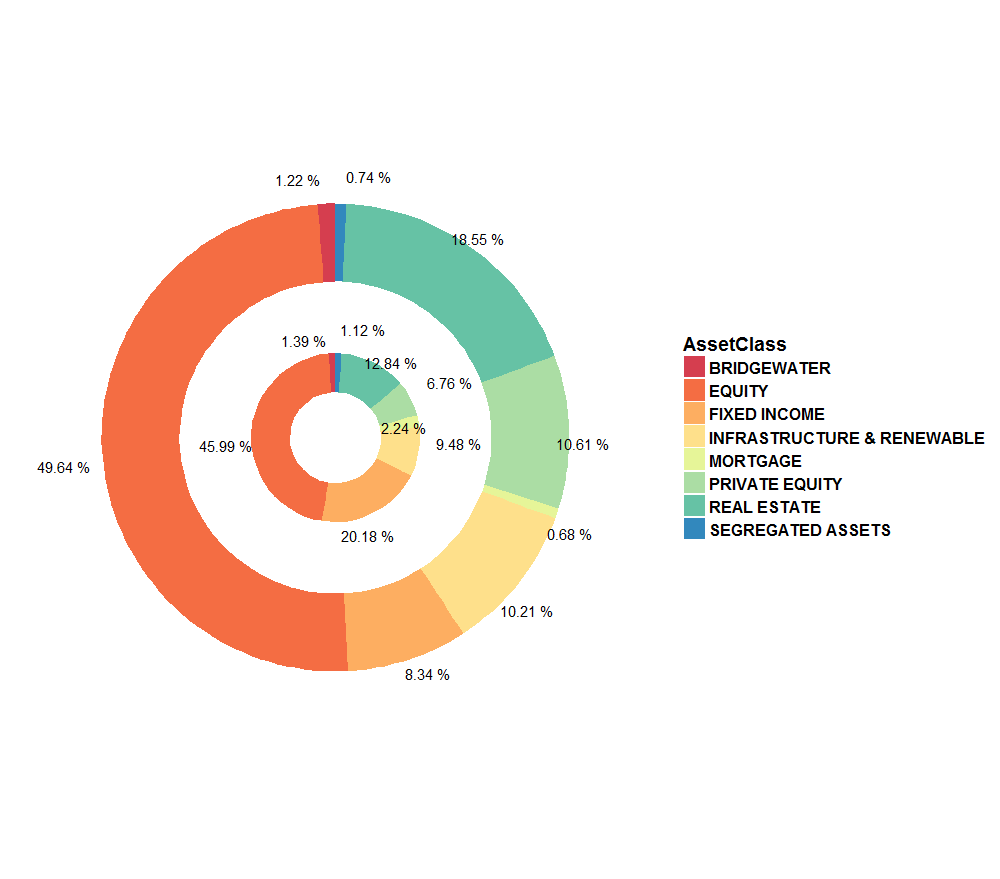 1.22 %
0.74 %
18.55 %
1.12 %
1.39 %
12.84 %
6.76 %
2.24 %
45.99 %
9.48 %
10.61 %
49.64 %
20.18 %
0.68 %
10.21 %
8.34 %
AssetClass
BRIDGEWATER
EQUITY
FIXED INCOME
INFRASTRUCTURE & RENEWABLE
MORTGAGE
PRIVATE EQUITY
REAL ESTATE
SEGREGATED ASSETS